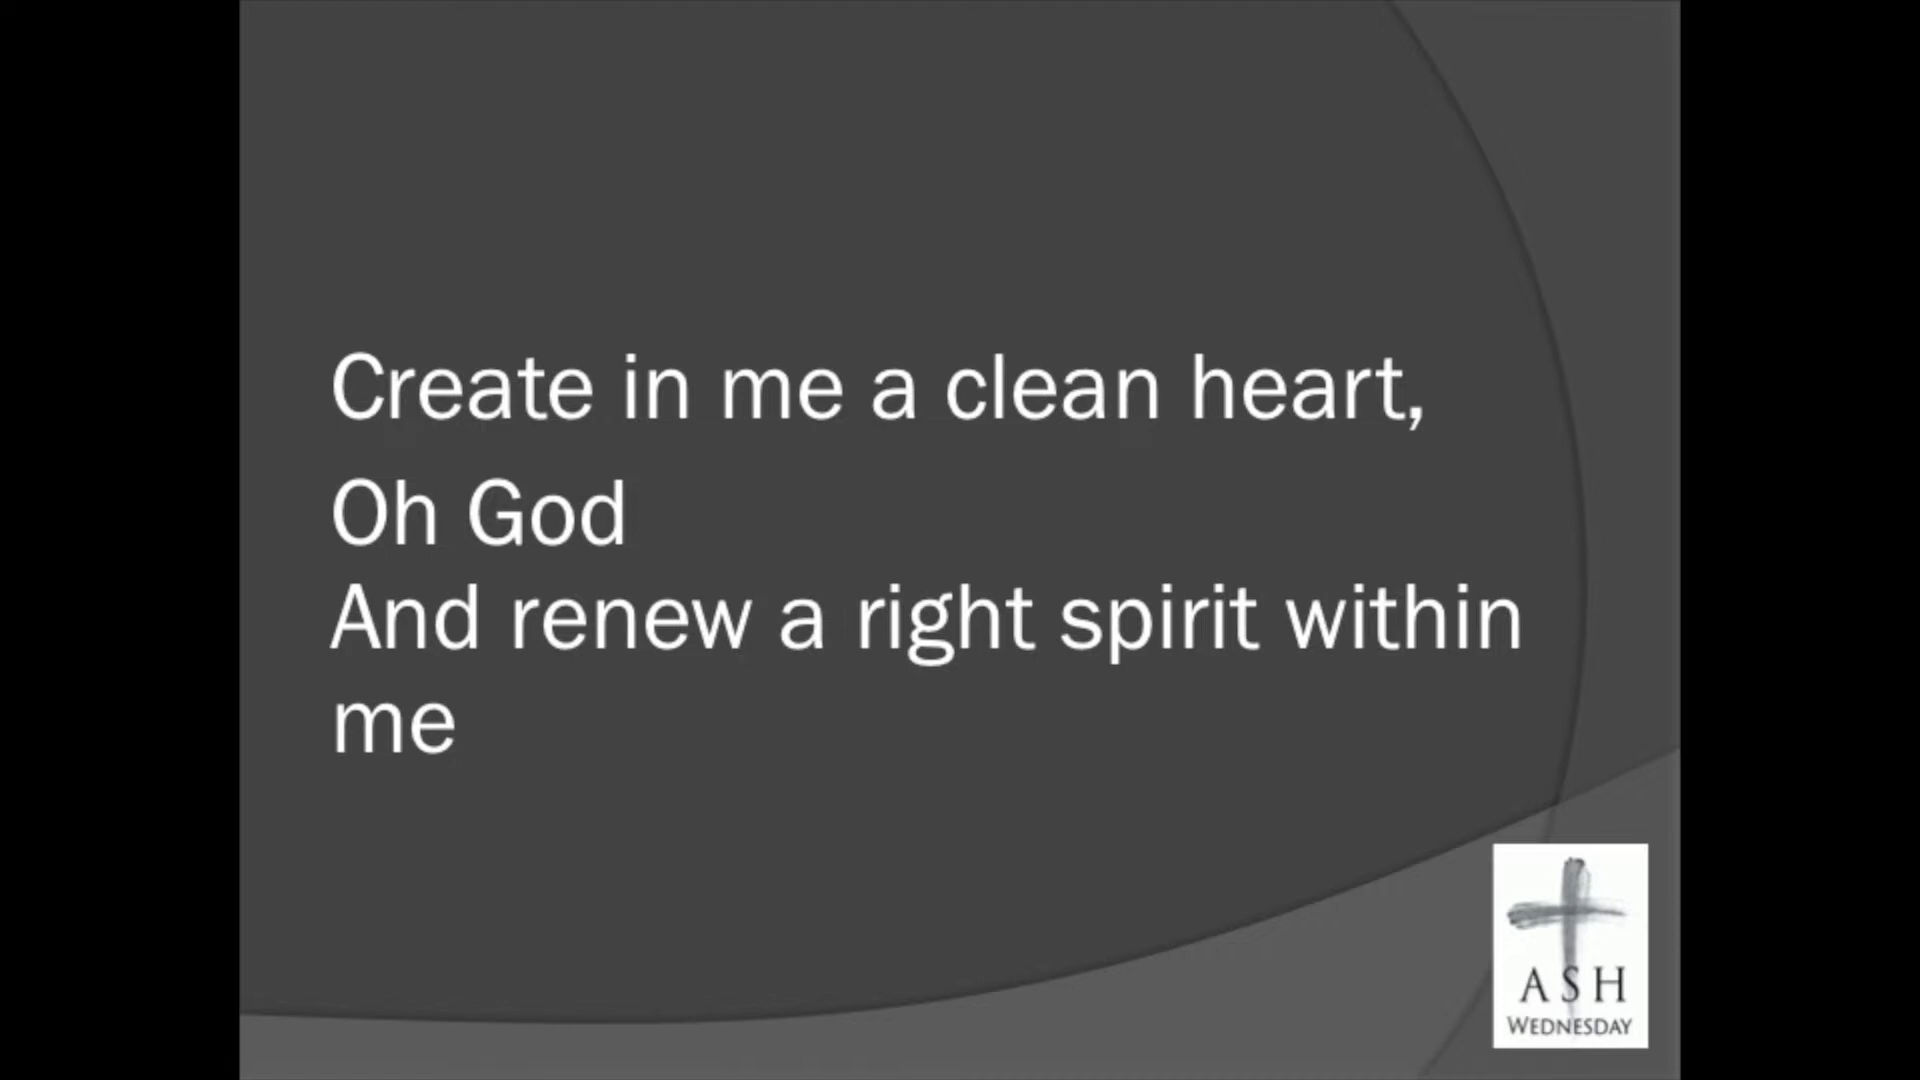 Create in me a clean heart,
Oh God
And renew a right spirit within
me
ASH
WEDNESDAY